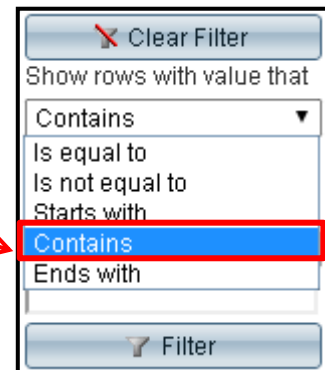 Clear Filter
Show rows with value that
Contains
Is equal to
Is not equal to
Starts with
Contains
Ends with
Filter